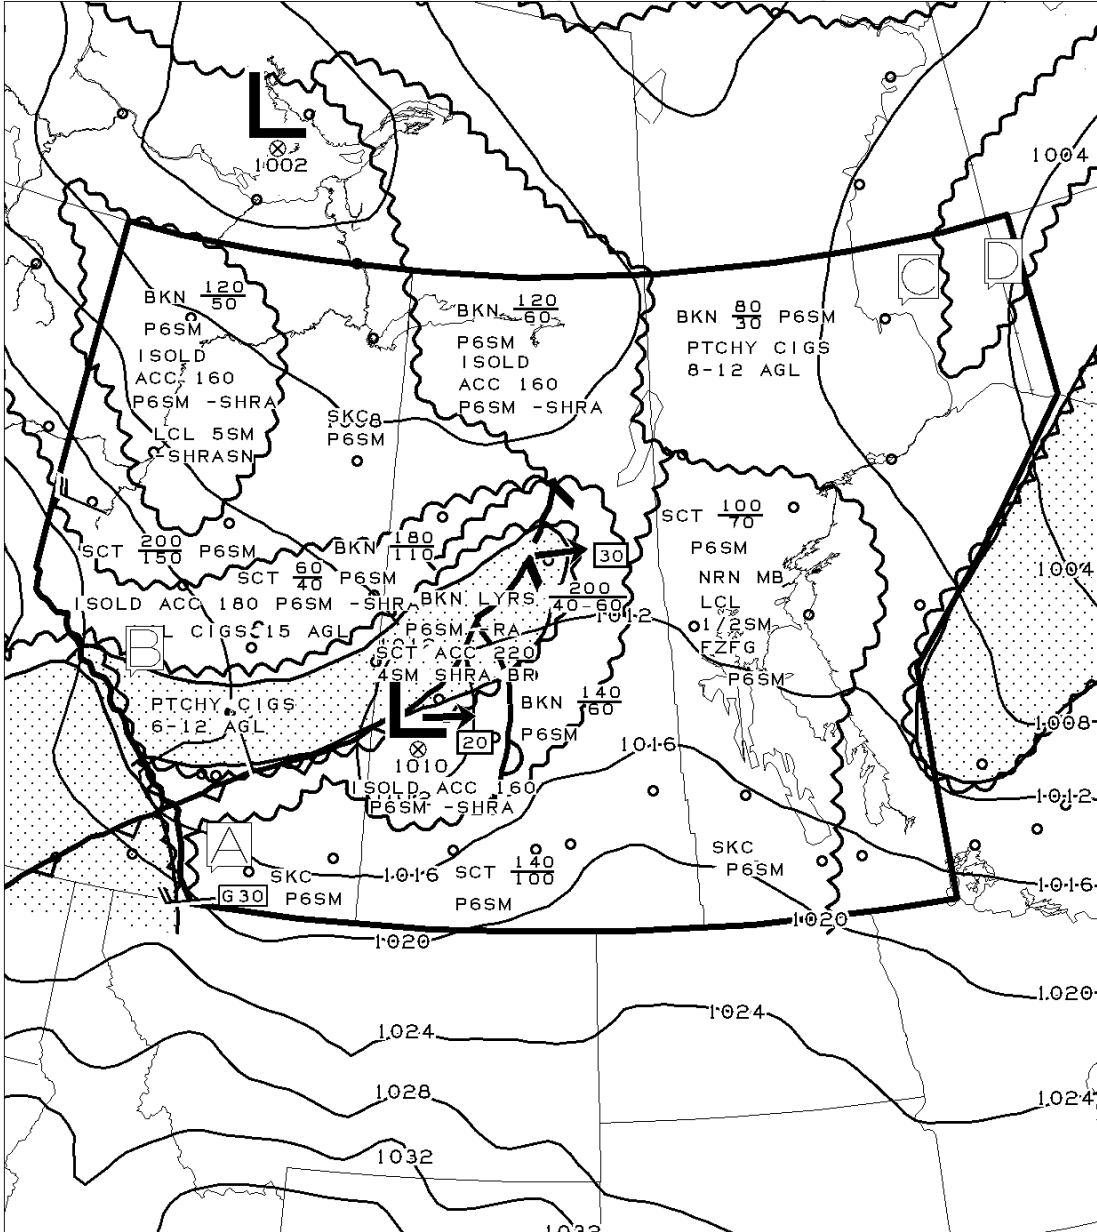 1002
1004
C
D
BKN 120/50
P6SM
ISOLD
ACC 160
P6SM -SHRA
LCL 5SM
-SHRASN
BKN 120/60
P6SM
ISOLD
ACC 160
P6SM -SHRA
BKN 80/30 P6SM
PTCHY CIGS
8-12 AGL
SKC
P6SM
SCT 200/150 P6SM
BKN 180/110
SCT 60/40 P6SM
ISOLD ACC 180 P6SM -SHRA
CIGS 15 AGL
SCT 100/70
P6SM
NRN MB
LCL
1/2SM
FZFG
P6SM
30
1004
BKN LYRS 200/40-60
P6SM -RA
SCT ACC 220
4SM SHRA BR
1012
B
PTCHY CIGS
6-12 AGL
BKN 140/60
P6SM
1008
20
1016
1010
ISOLD ACC 160
P6SM -SHRA
1012
A
SKC
P6SM
G30
1016
SCT 140/100
P6SM
SKC
P6SM
1016
1020
1020
1020
1024
1024
1028
1024
1032
1032